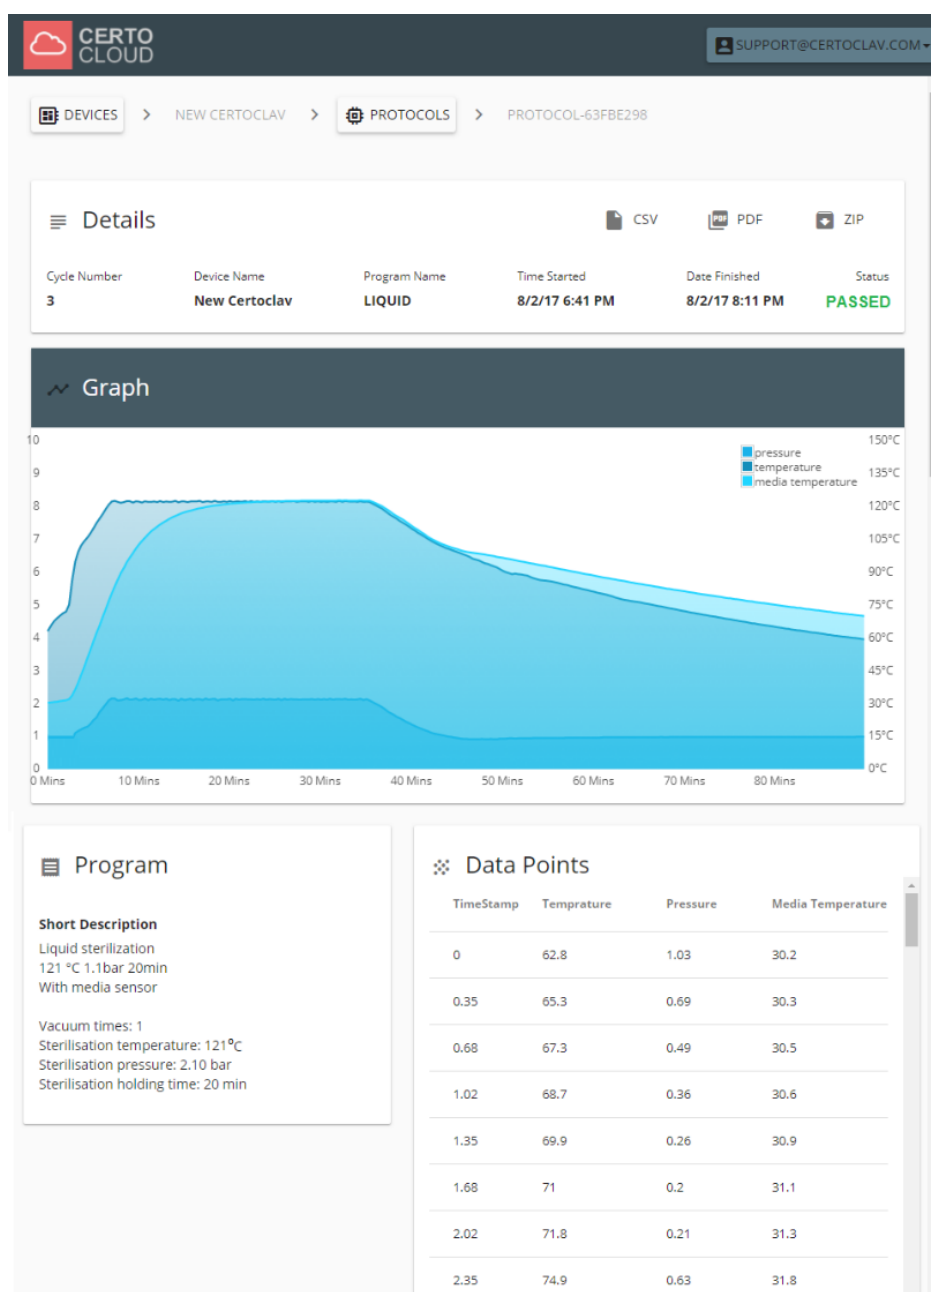 CERTO
CLOUD
SUPPORT@CERTOCLAV.COM
DEVICES > NEW CERTOCLAV > PROTOCOLS > PROTOCOL-63FBE298
Details
CSV PDF ZIP
Cycle Number Device Name Program Name Time Started Date Finished Status
3 New Certoclav LIQUID 8/2/17 6:41 PM 8/2/17 8:11 PM PASSED
Graph
10 150°C
9 135°C
8 120°C
7 105°C
6 90°C
5 75°C
4 60°C
3 45°C
2 30°C
1 15°C
0 0°C
pressure
temperature
media temperature
0 Mins 10 Mins 20 Mins 30 Mins 40 Mins 50 Mins 60 Mins 70 Mins 80 Mins
Program
Short Description
Liquid sterilization
121 °C 1.1bar 20min
With media sensor
Vacuum times: 1
Sterilisation temperature: 121°C
Sterilisation pressure: 2.10 bar
Sterilisation holding time: 20 min
Data Points
TimeStamp Temprature Pressure Media Temperature
0 62.8 1.03 30.2
0.35 65.3 0.69 30.3
0.68 67.3 0.49 30.5
1.02 68.7 0.36 30.6
1.35 69.9 0.26 30.9
1.68 71 0.2 31.1
2.02 71.8 0.21 31.3
2.35 74.9 0.63 31.8